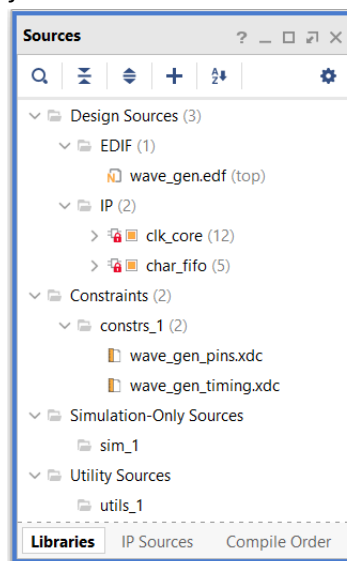 Sources
Design Sources (3)
EDIF (1)
wave_gen.edf (top)
IP (2)
clk_core (12)
char_fifo (5)
Constraints (2)
constrs_1 (2)
wave_gen_pins.xdc
wave_gen_timing.xdc
Simulation-Only Sources
sim_1
Utility Sources
utils_1
Libraries IP Sources Compile Order